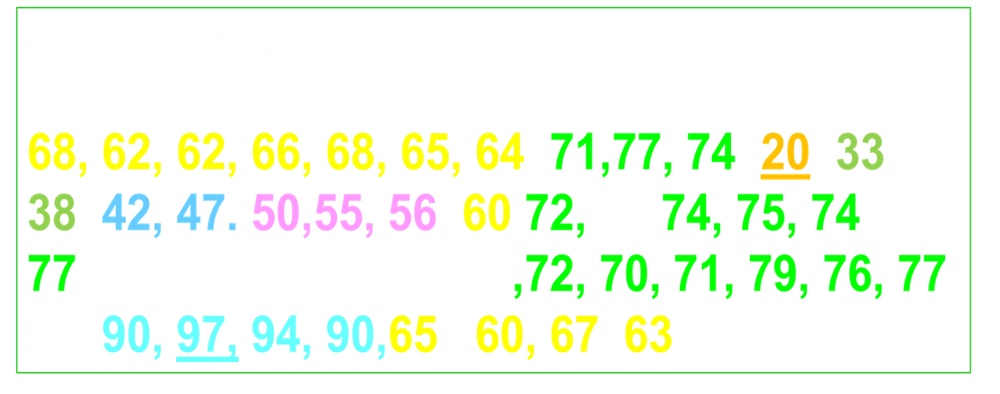 68, 62, 62, 66, 68, 65, 64 71,77, 74 20 33
38 42, 47. 50,55, 56 60 72, 74, 75, 74
77 ,72, 70, 71, 79, 76, 77
90, 97, 94, 90,65 60, 67 63